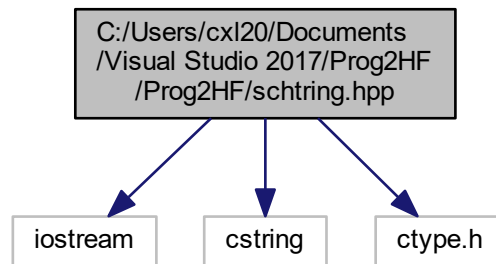 C:/Users/cxl20/Documents
/Visual Studio 2017/Prog2HF
/Prog2HF/schtring.hpp
iostream
cstring
ctype.h